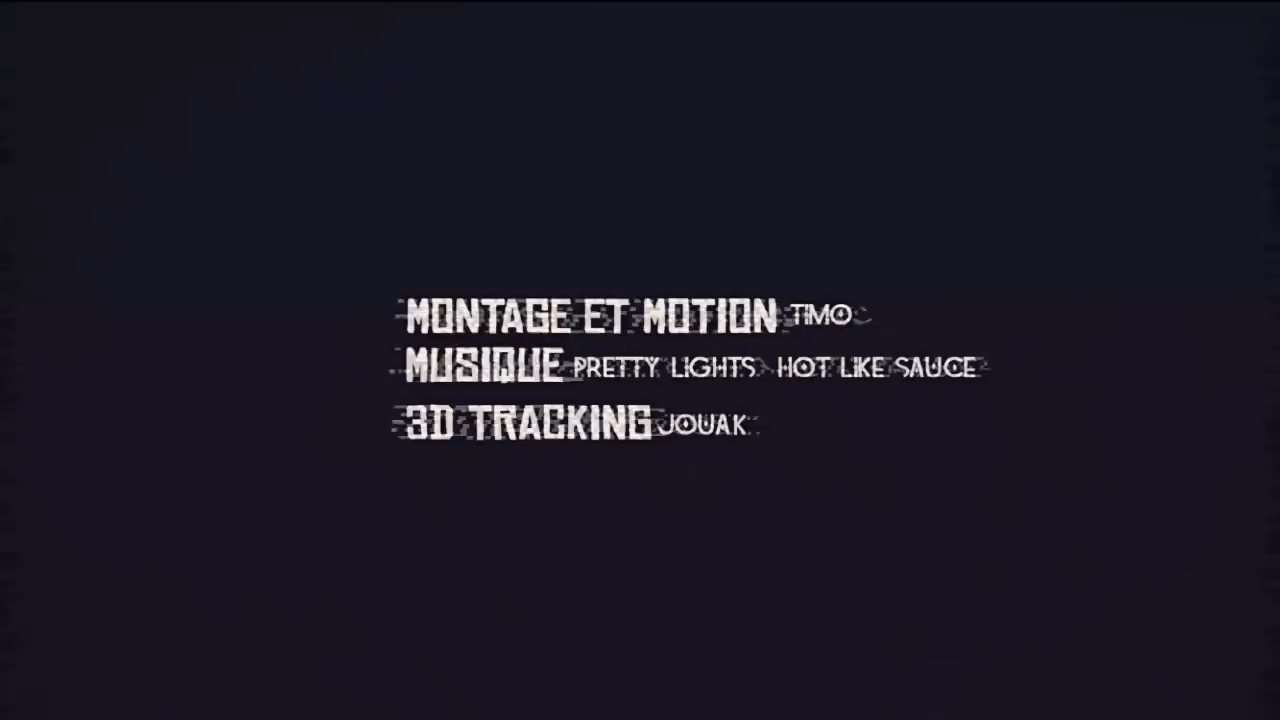 MONTAGE ET MOTION TIMO
MUSIQUE PRETTY LIGHTS HOT LIKE SAUCE
3D TRACKING JOUAK